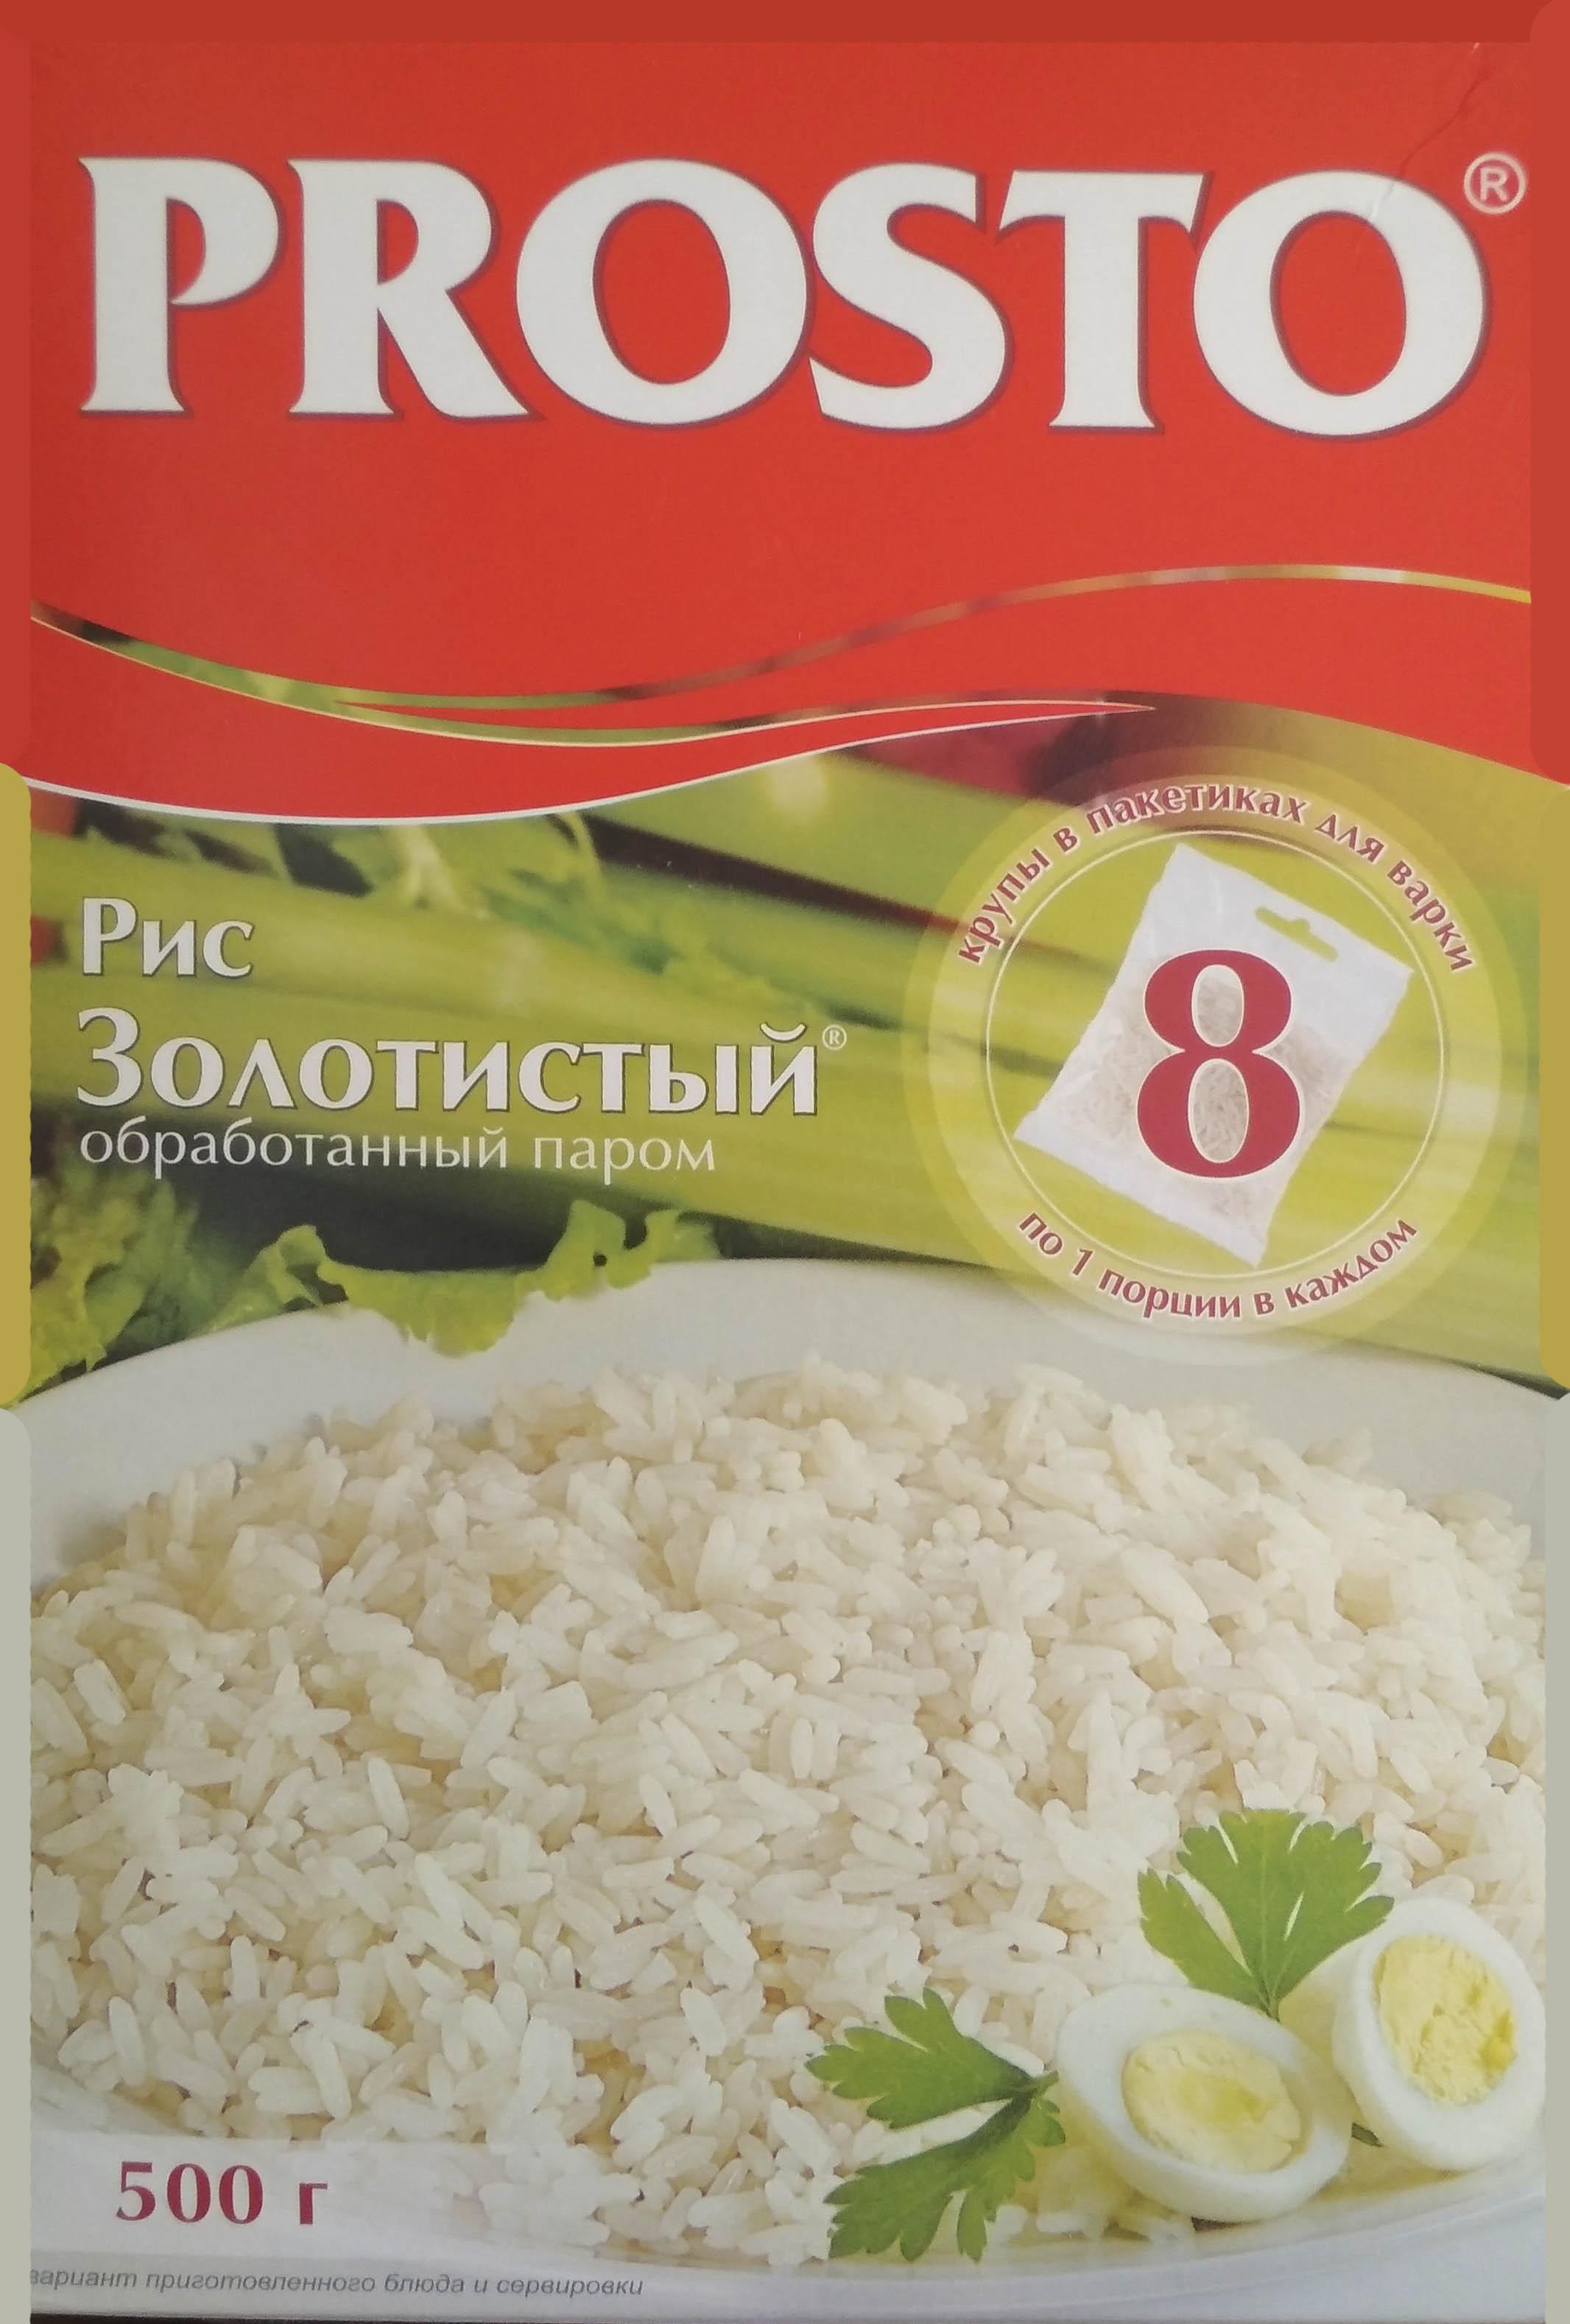 PROSTO®
крупы в пакетиках для варки
8
по 1 порции в каждом
Рис
Золотистый®
обработанный паром
500 г
вариант приготовленного блюда и сервировки